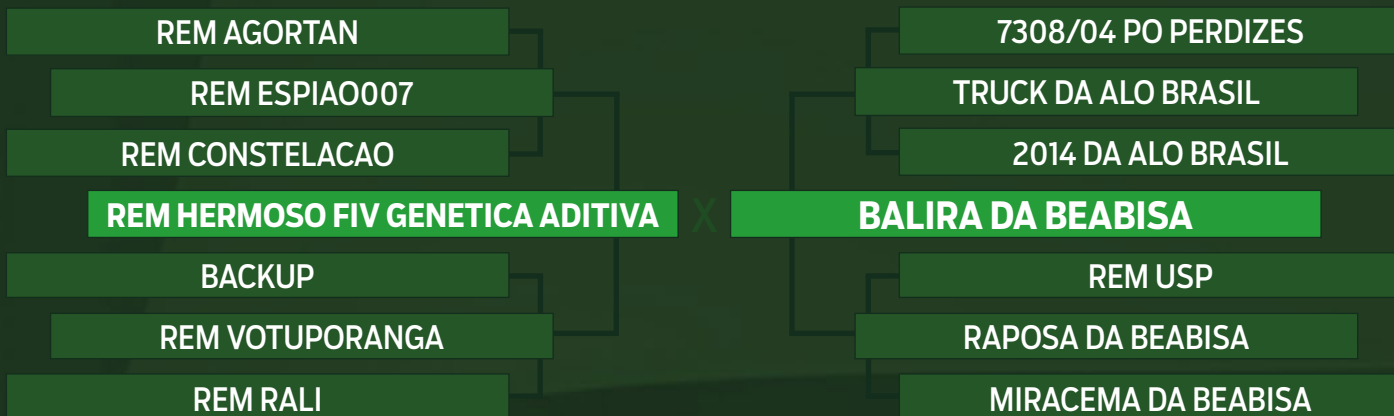 REM AGORTAN
REM ESPIAO007
REM CONSTELACAO
REM HERMOSO FIV GENETICA ADITIVA
BACKUP
REM VOTUPORANGA
REM RALI
X
7308/04 PO PERDIZES
TRUCK DA ALO BRASIL
2014 DA ALO BRASIL
BALIRA DA BEABISA
REM USP
RAPOSA DA BEABISA
MIRACEMA DA BEABISA